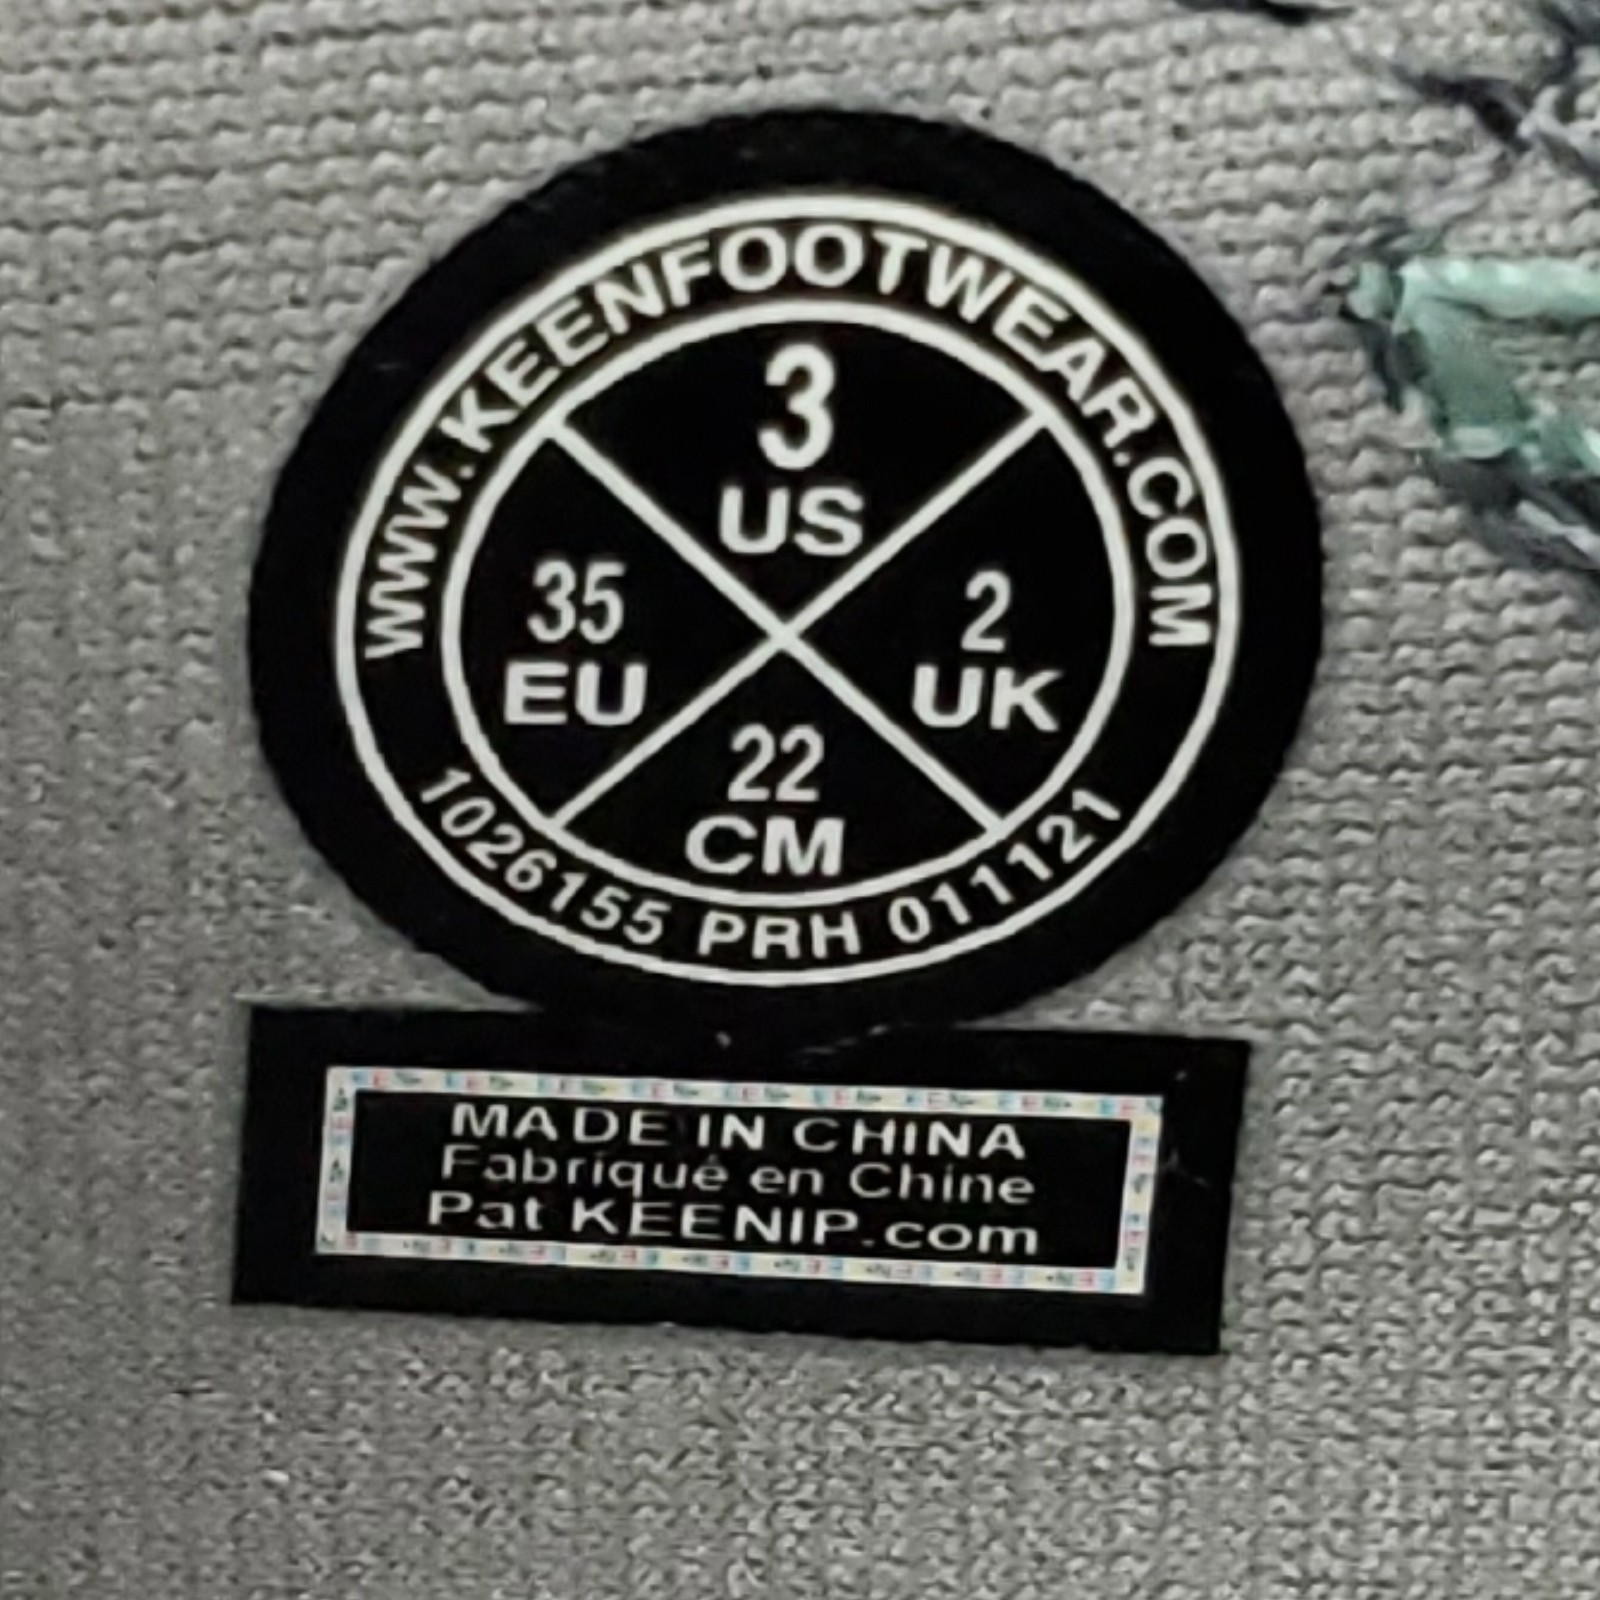 WWW.KEENFOOTWEAR.COM
3
US
35
EU
2
UK
22
CM
1026155 PRH 011121
MADE IN CHINA
Fabriqué en Chine
Pat KEENIP.com